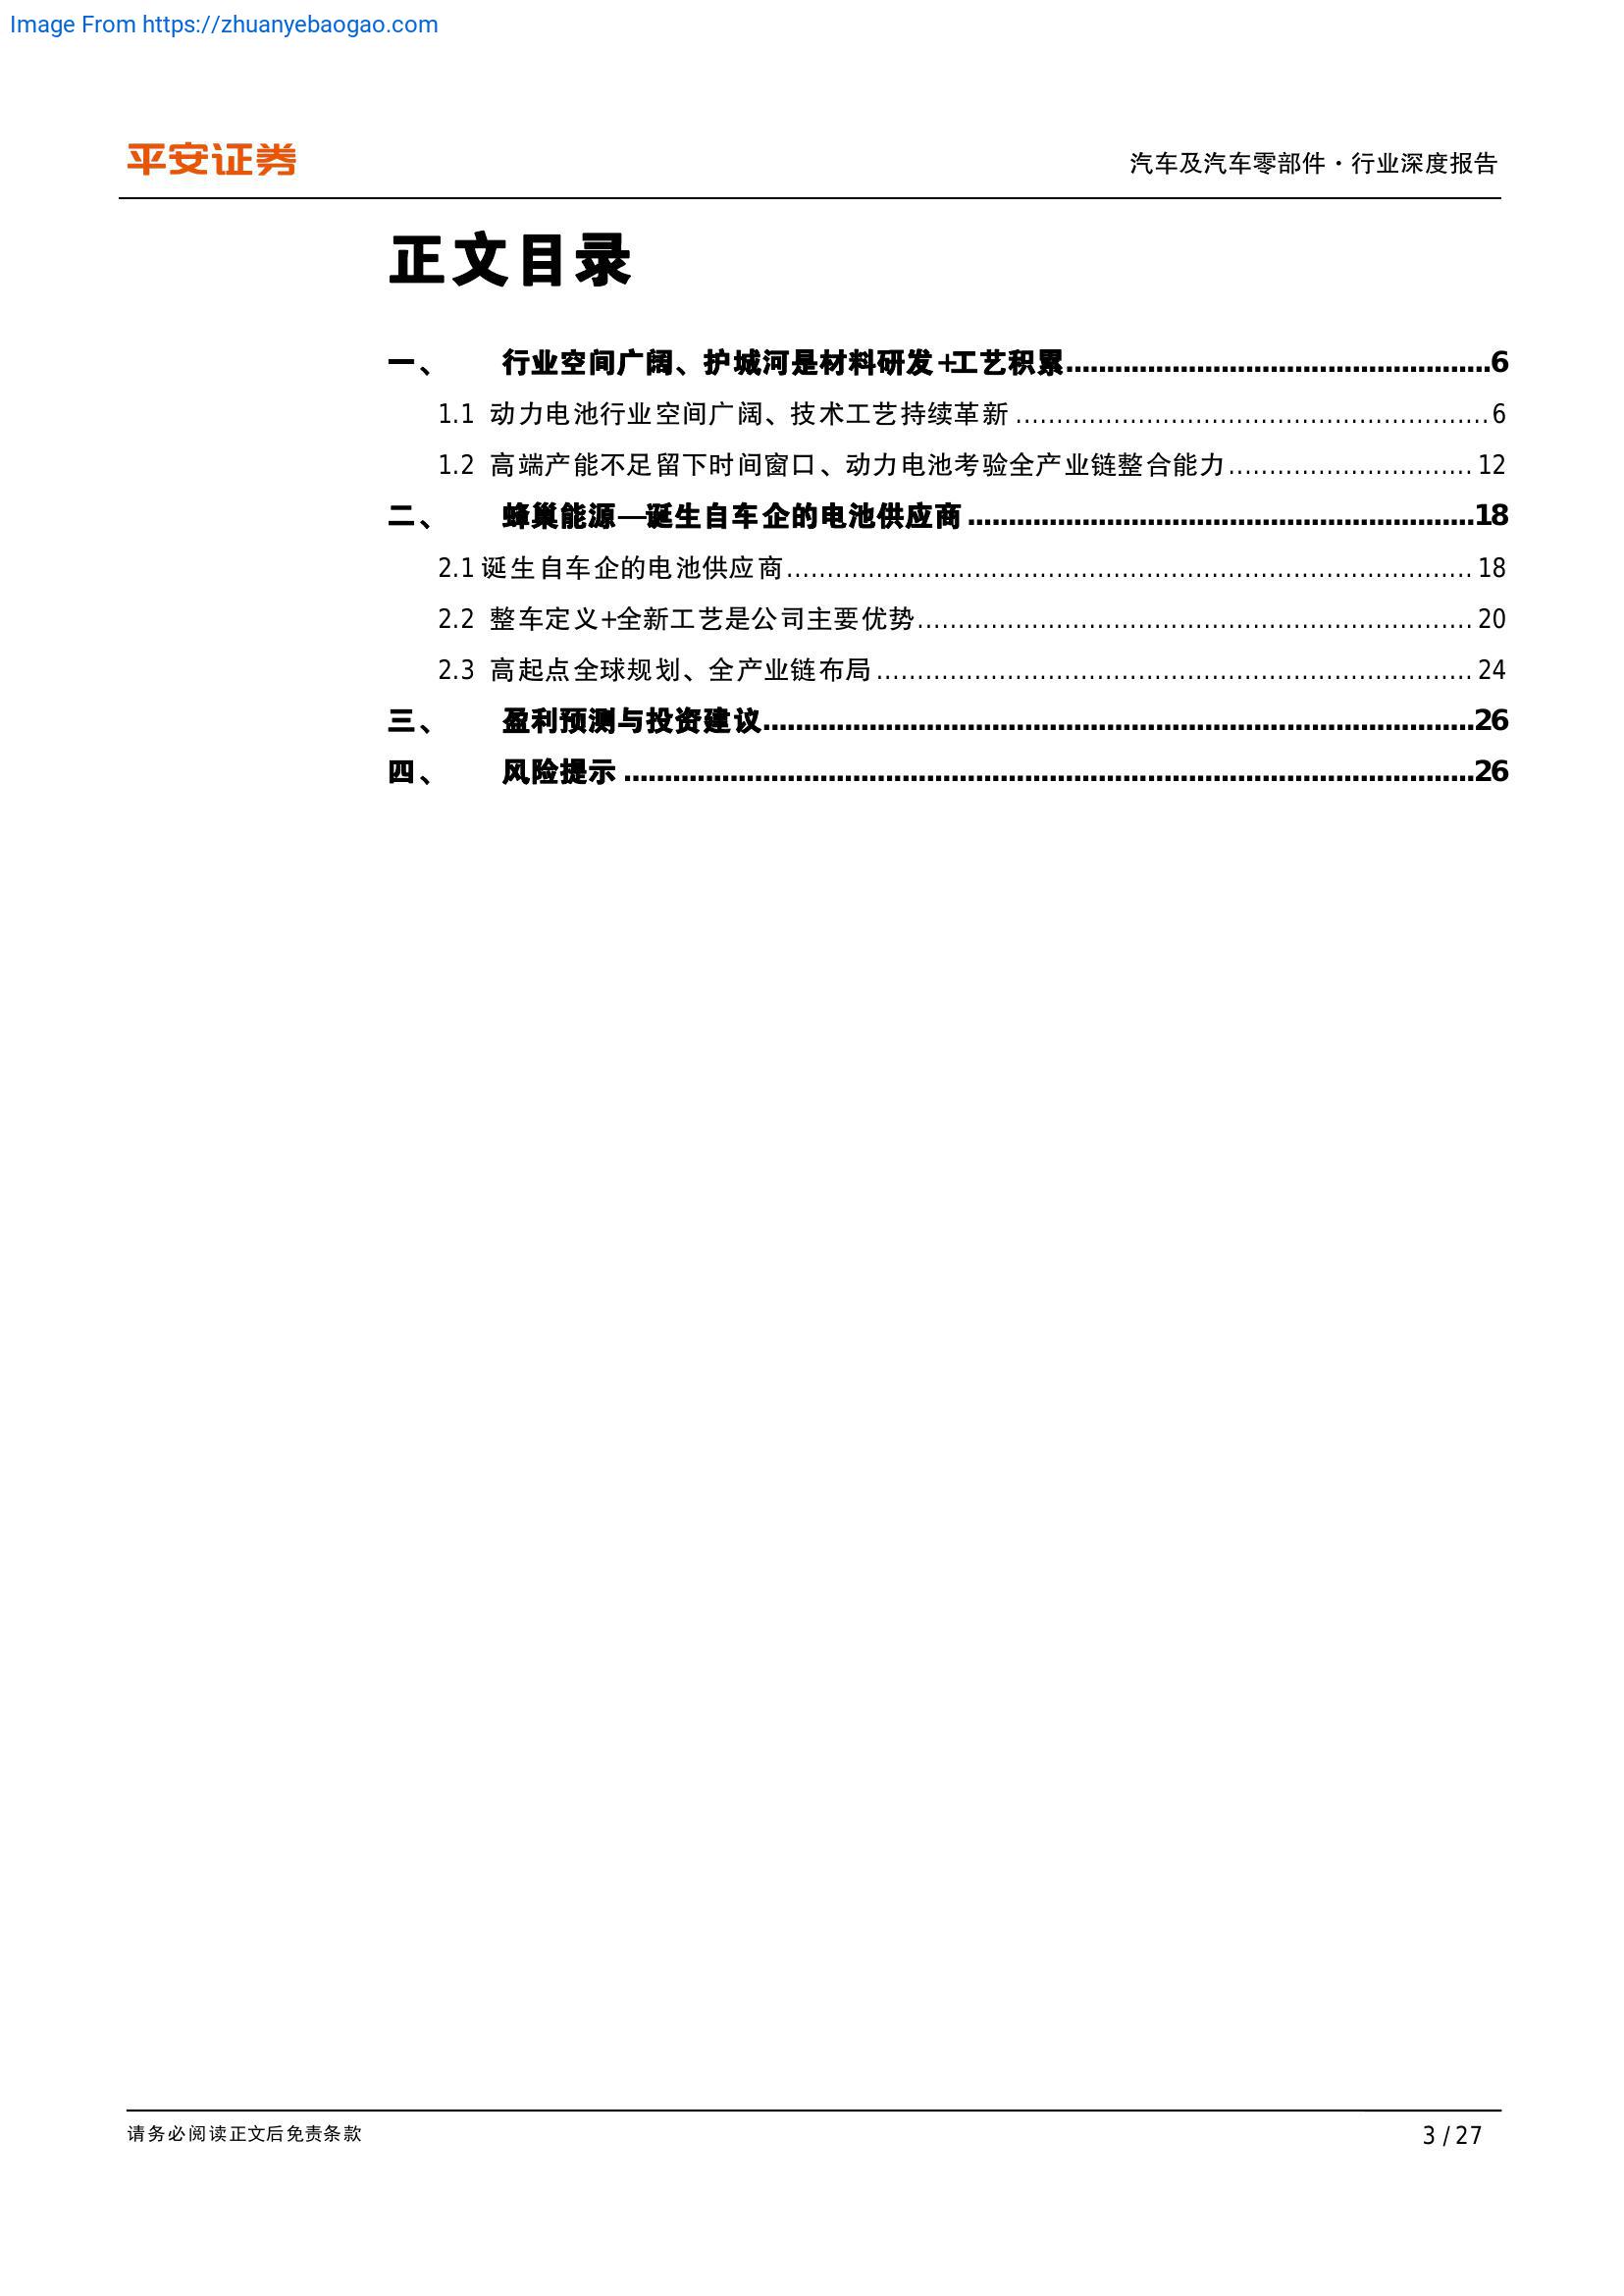 Image From https://zhuanyebaogao.com
平安证券
汽车及汽车零部件·行业深度报告
正文目录
一、 行业空间广阔、护城河是材料研发+工艺积累....................................................6
1.1 动力电池行业空间广阔、技术工艺持续革新..........................................................6
1.2 高端产能不足留下时间窗口、动力电池考验全产业链整合能力..............................12
二、 蜂巢能源—诞生自车企的电池供应商..............................................................18
2.1诞生自车企的电池供应商....................................................................................18
2.2 整车定义+全新工艺是公司主要优势....................................................................20
2.3 高起点全球规划、全产业链布局.........................................................................24
三、 盈利预测与投资建议.......................................................................................26
四、 风险提示........................................................................................................26
请务必阅读正文后免责条款
3 / 27